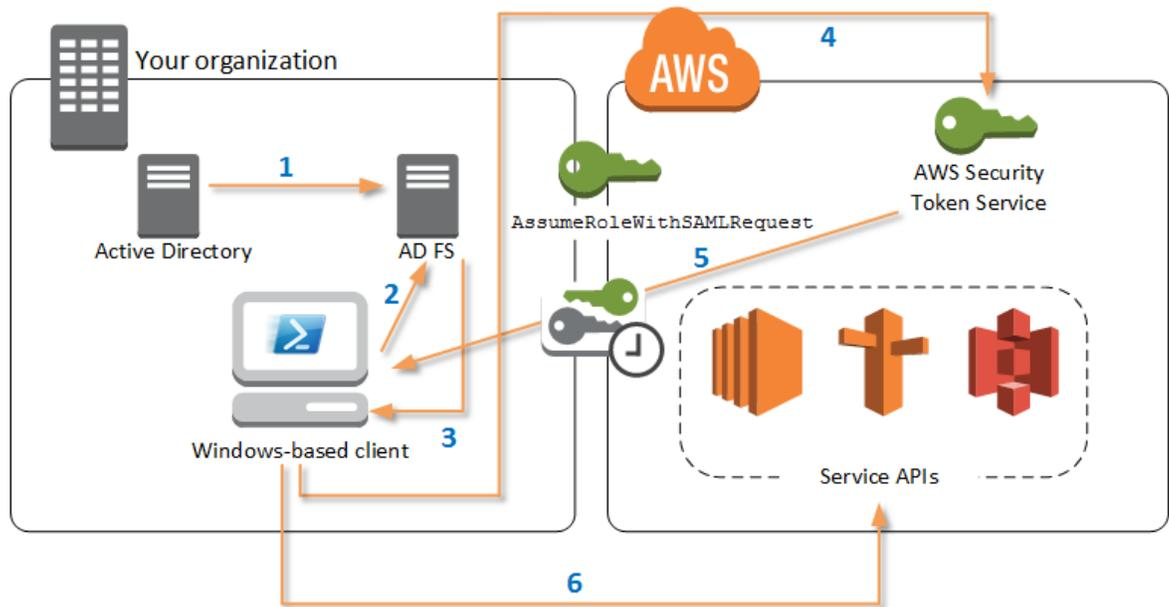 4
AWS
Your organization
1
AWS Security
Token Service
AssumeRoleWithSAMLRequest
Active Directory
AD FS
5
2
3
Windows-based client
Service APIs
6